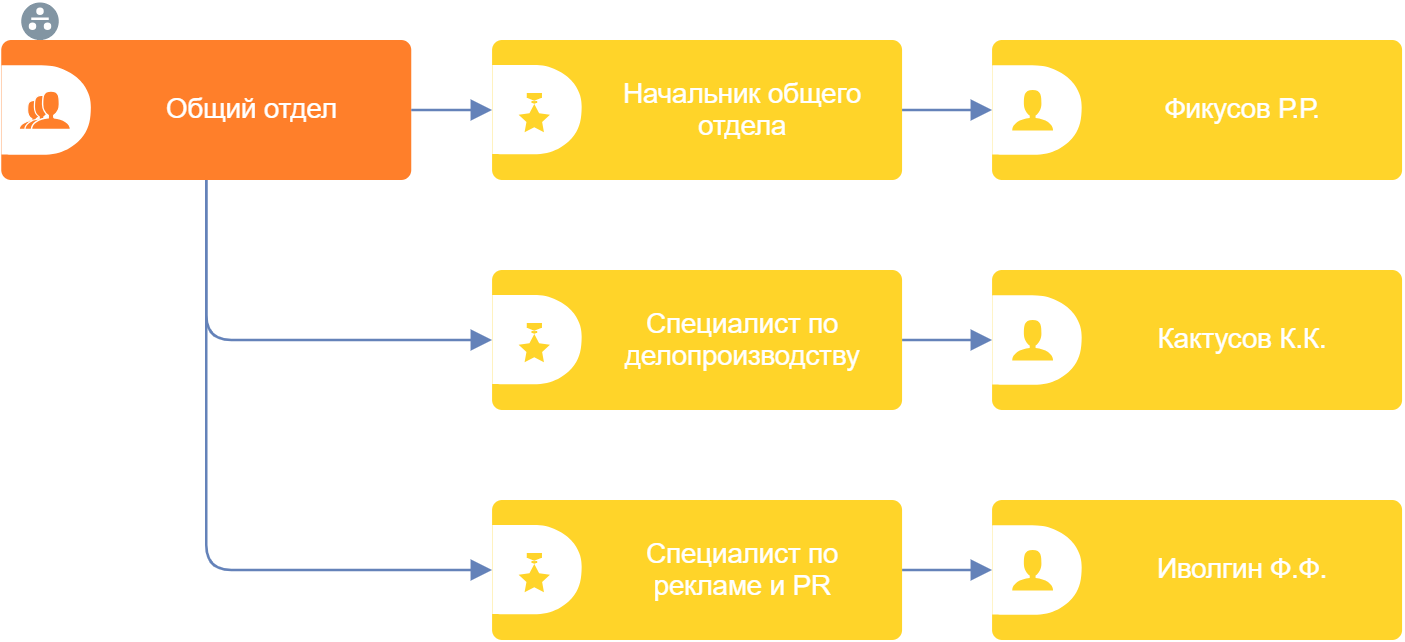 Общий отдел
Начальник общего
отдела
Фикусов Р.Р.
Специалист по
делопроизводству
Кактусов К.К.
Специалист по
рекламе и PR
Иволгин Ф.Ф.